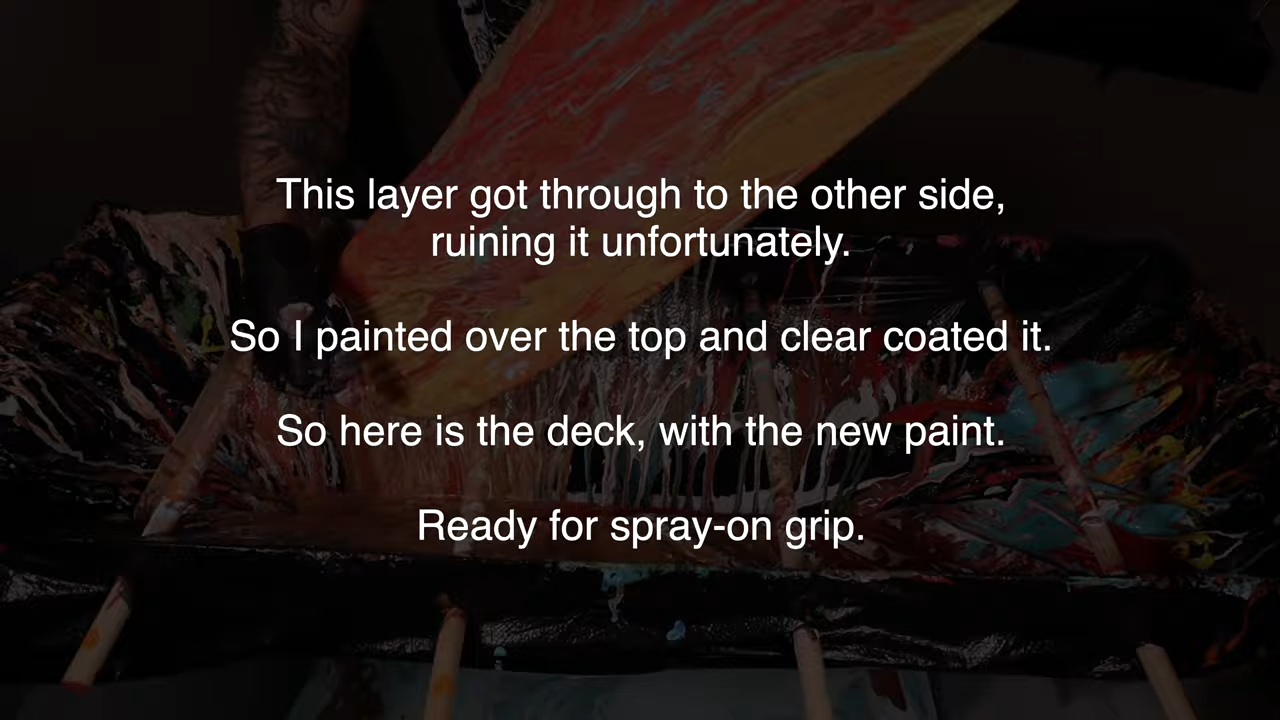 This layer got through to the other side,
ruining it unfortunately.
So I painted over the top and clear coated it.
So here is the deck, with the new paint.
Ready for spray-on grip.